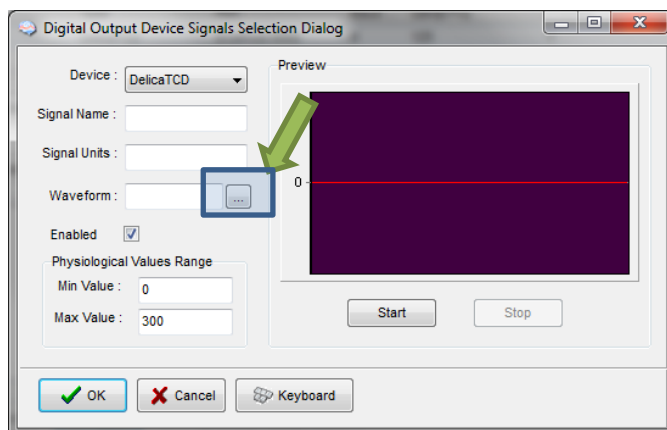 Digital Output Device Signals Selection Dialog
Device :
DelicaTCD
Signal Name :
Signal Units :
Waveform :
...
Enabled
Physiological Values Range
Min Value :
0
Max Value :
300
Preview
0
Start
Stop
OK
Cancel
Keyboard